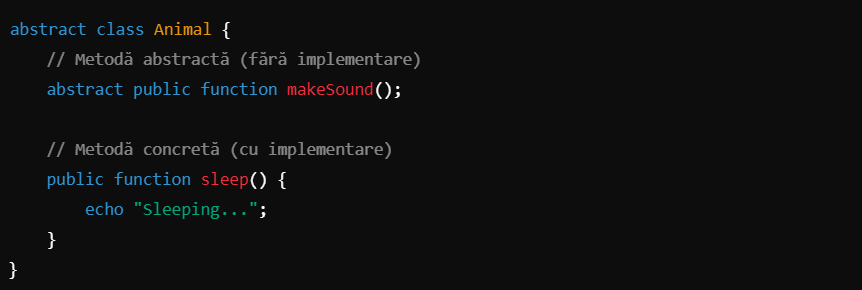 abstract class Animal {
    // Metodă abstractă (fără implementare)
    abstract public function makeSound();

    // Metodă concretă (cu implementare)
    public function sleep() {
        echo "Sleeping...";
    }
}